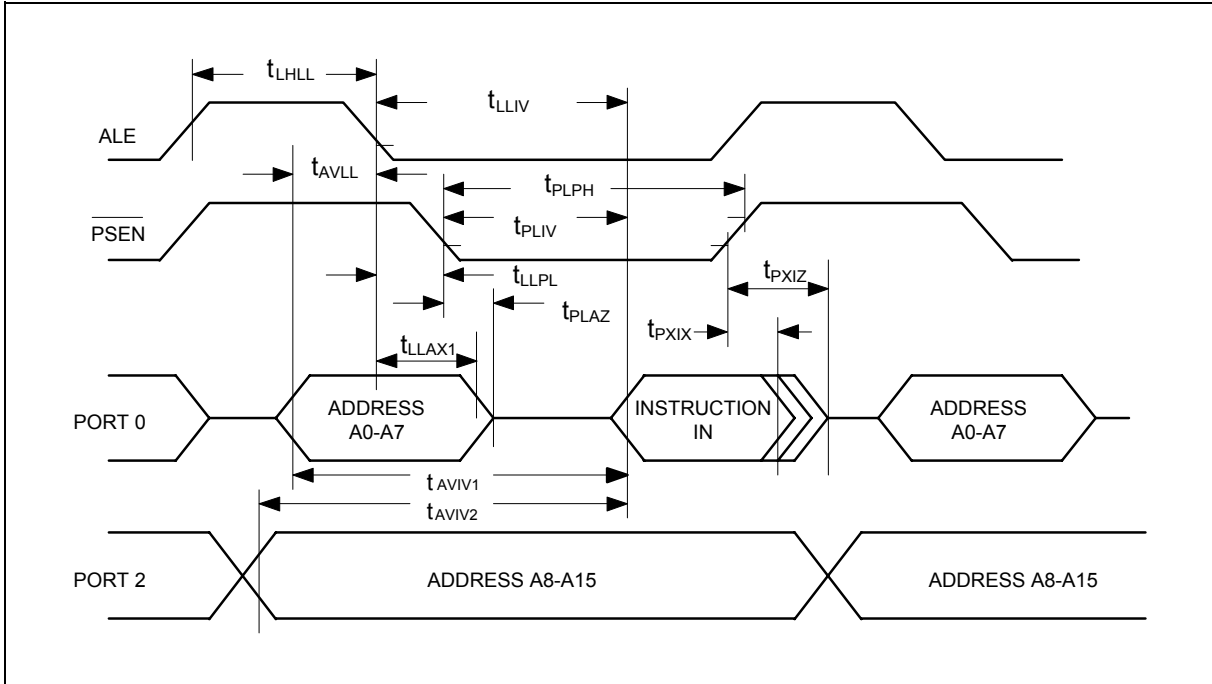 tLHLL
tLLIV
ALE
tAVLL
tPLPH
PSEN
tPLIV
tLLPL
tPXIZ
tPLAZ
tPXIX
tLLAX1
PORT 0
ADDRESS
A0-A7
INSTRUCTION
IN
ADDRESS
A0-A7
tAVIV1
tAVIV2
PORT 2
ADDRESS A8-A15
ADDRESS A8-A15